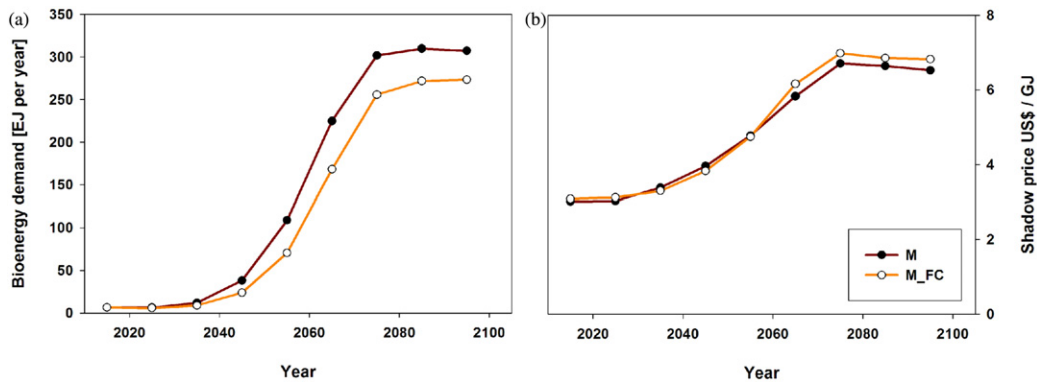 (a)
Bioenergy demand [EJ per year]
350
300
250
200
150
100
50
0
2020 2040 2060 2080 2100
Year
(b)
8
6
4
2
0
Shadow price US$ / GJ
M
M_FC
2020 2040 2060 2080 2100
Year